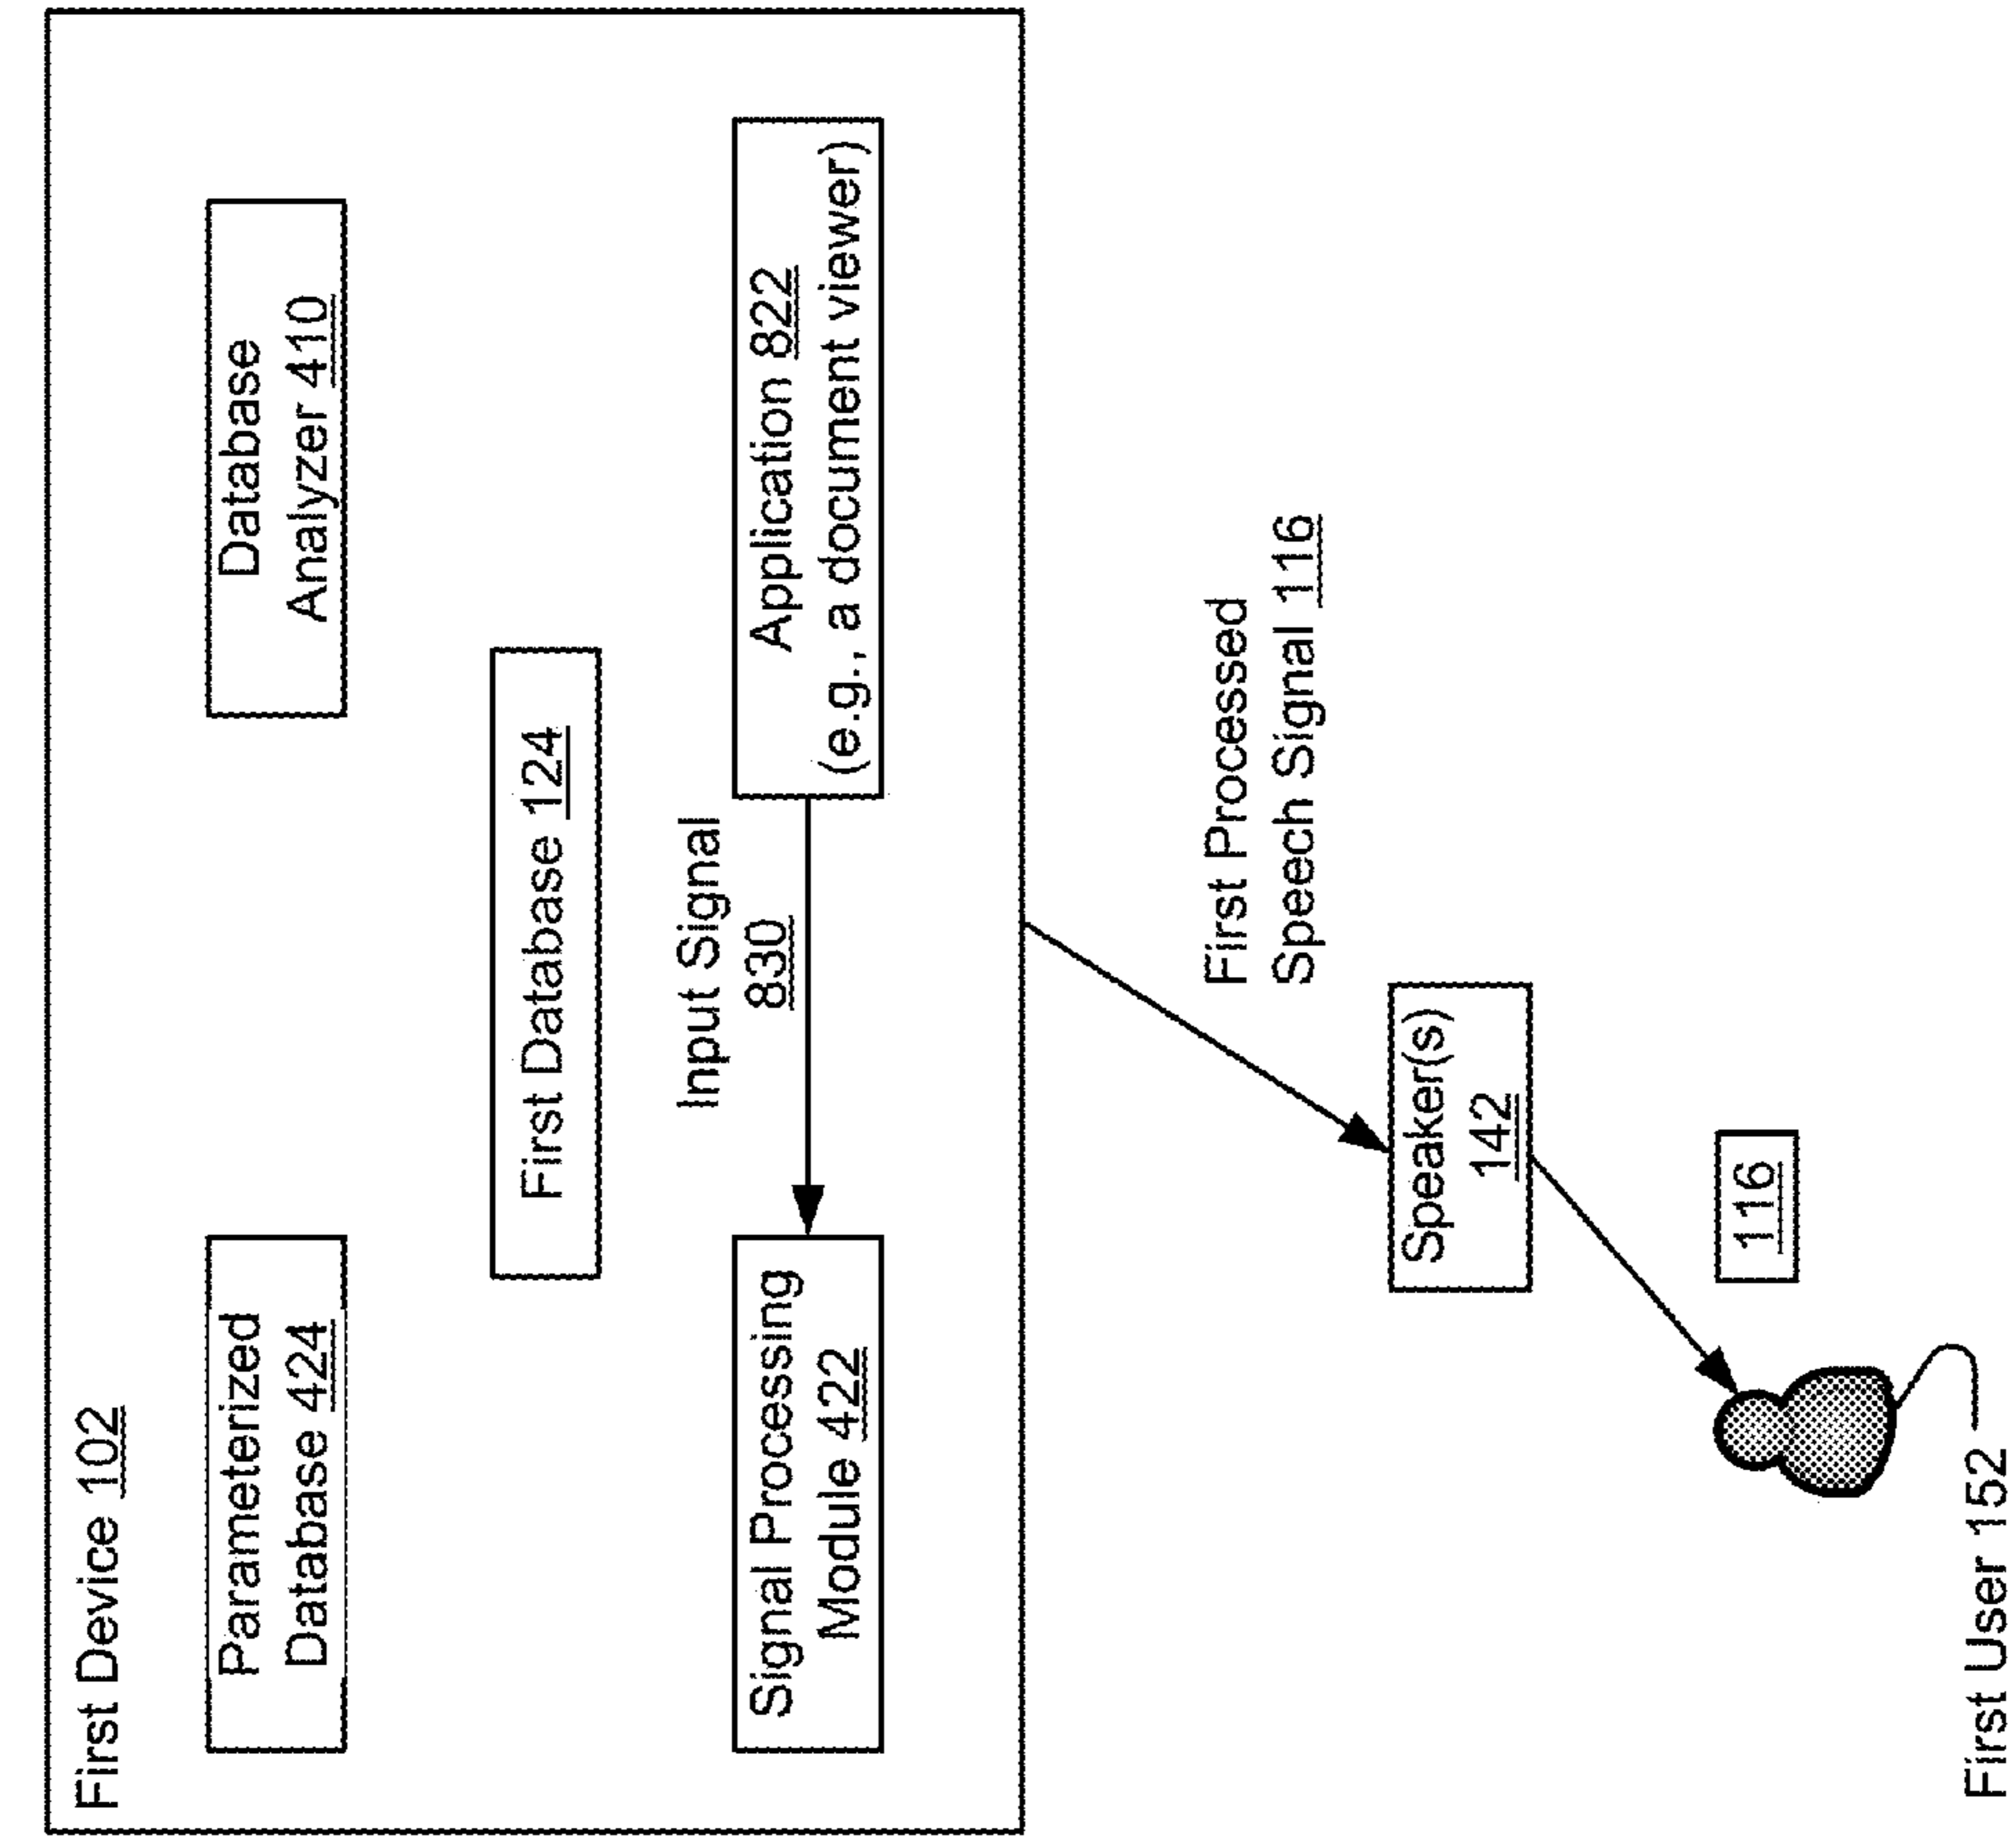 First Device 102
Parameterized
Database 424
Database
Analyzer 410
First Database 124
Input Signal
830
Signal Processing
Module 422
Application 822
(e.g., a document viewer)
First Processed
Speech Signal 116
Speaker(s)
142
116
First User 152